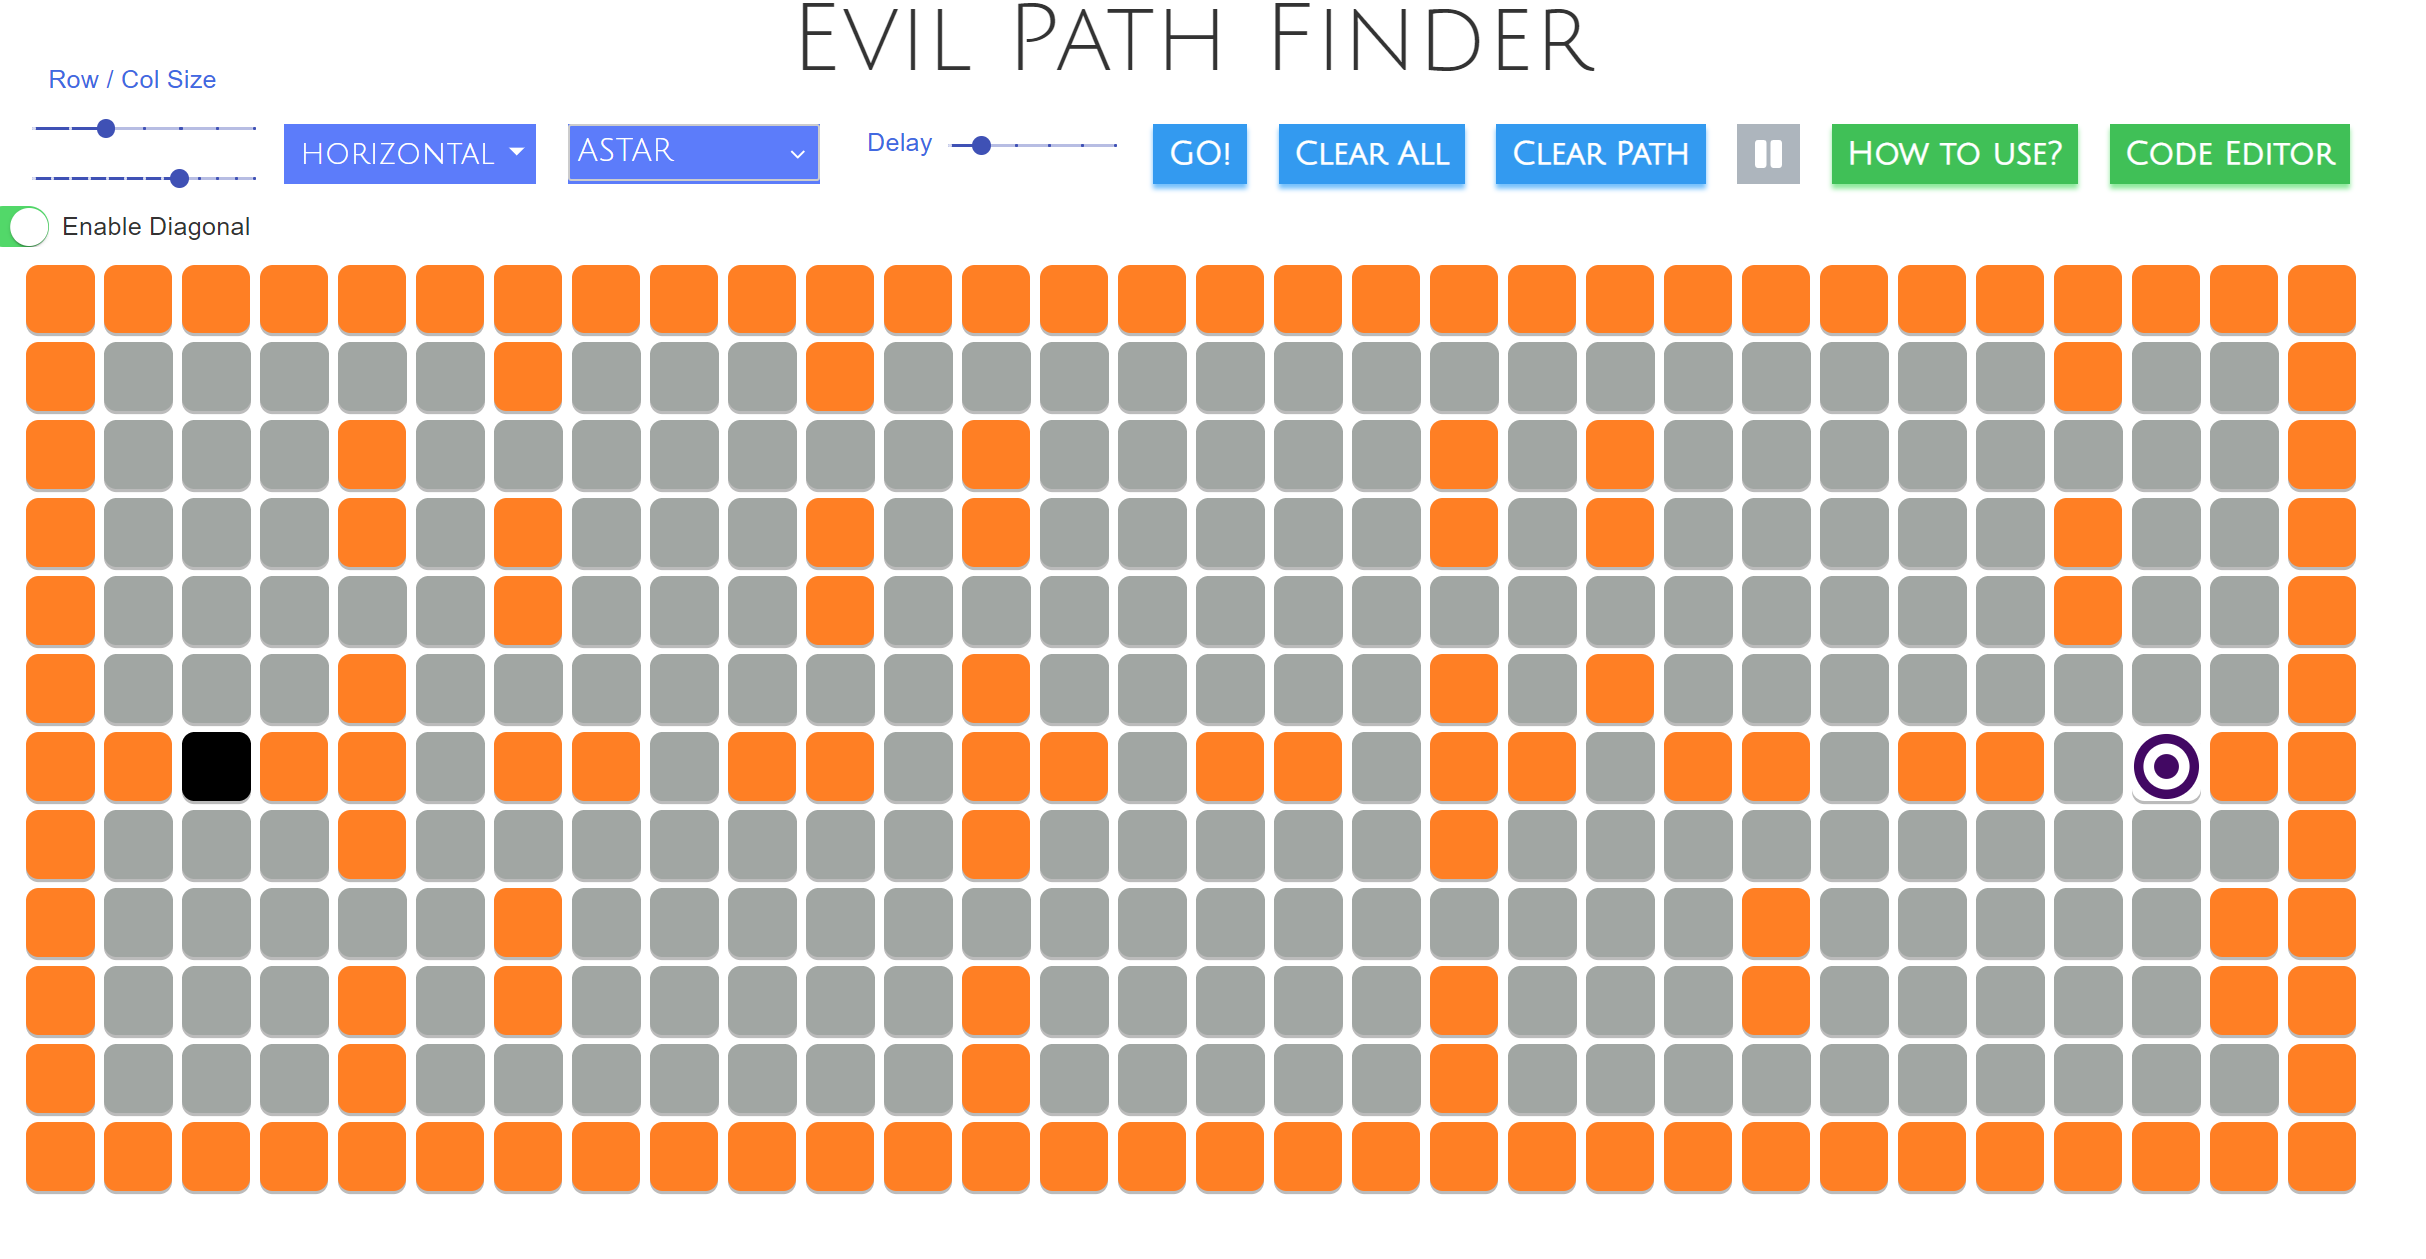 Evil Path Finder
Row / Col Size
Horizontal
ASTAR
Delay
Go!
Clear All
Clear Path
How to use?
Code Editor
Enable Diagonal